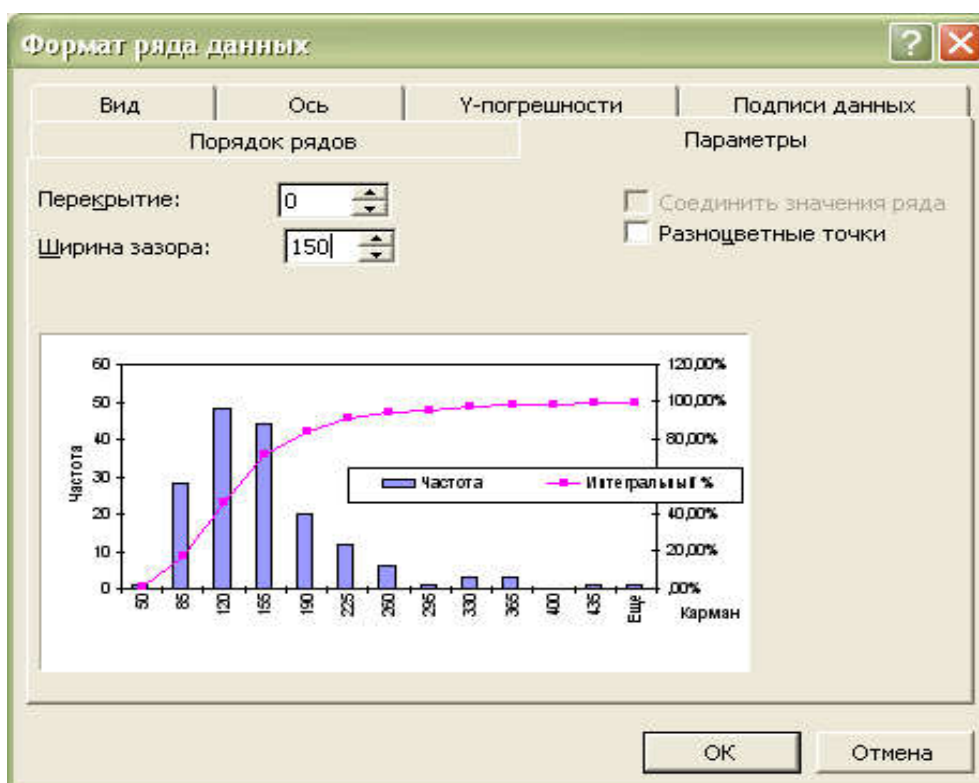 Формат ряда данных
Вид Ось Y-погрешности Подписи данных
Порядок рядов Параметры
Перекрытие: 0
Соединить значения ряда
Ширина зазора: 150
Разноцветные точки
60 120,00%
50 100,00%
40 80,00%
30
20 40,00%
10 20,00%
0 ,00%
Частота
Частота Интегральный %
50 85 120 155 190 225 260 295 330 365 400 435 Еще
Карман
ОК Отмена